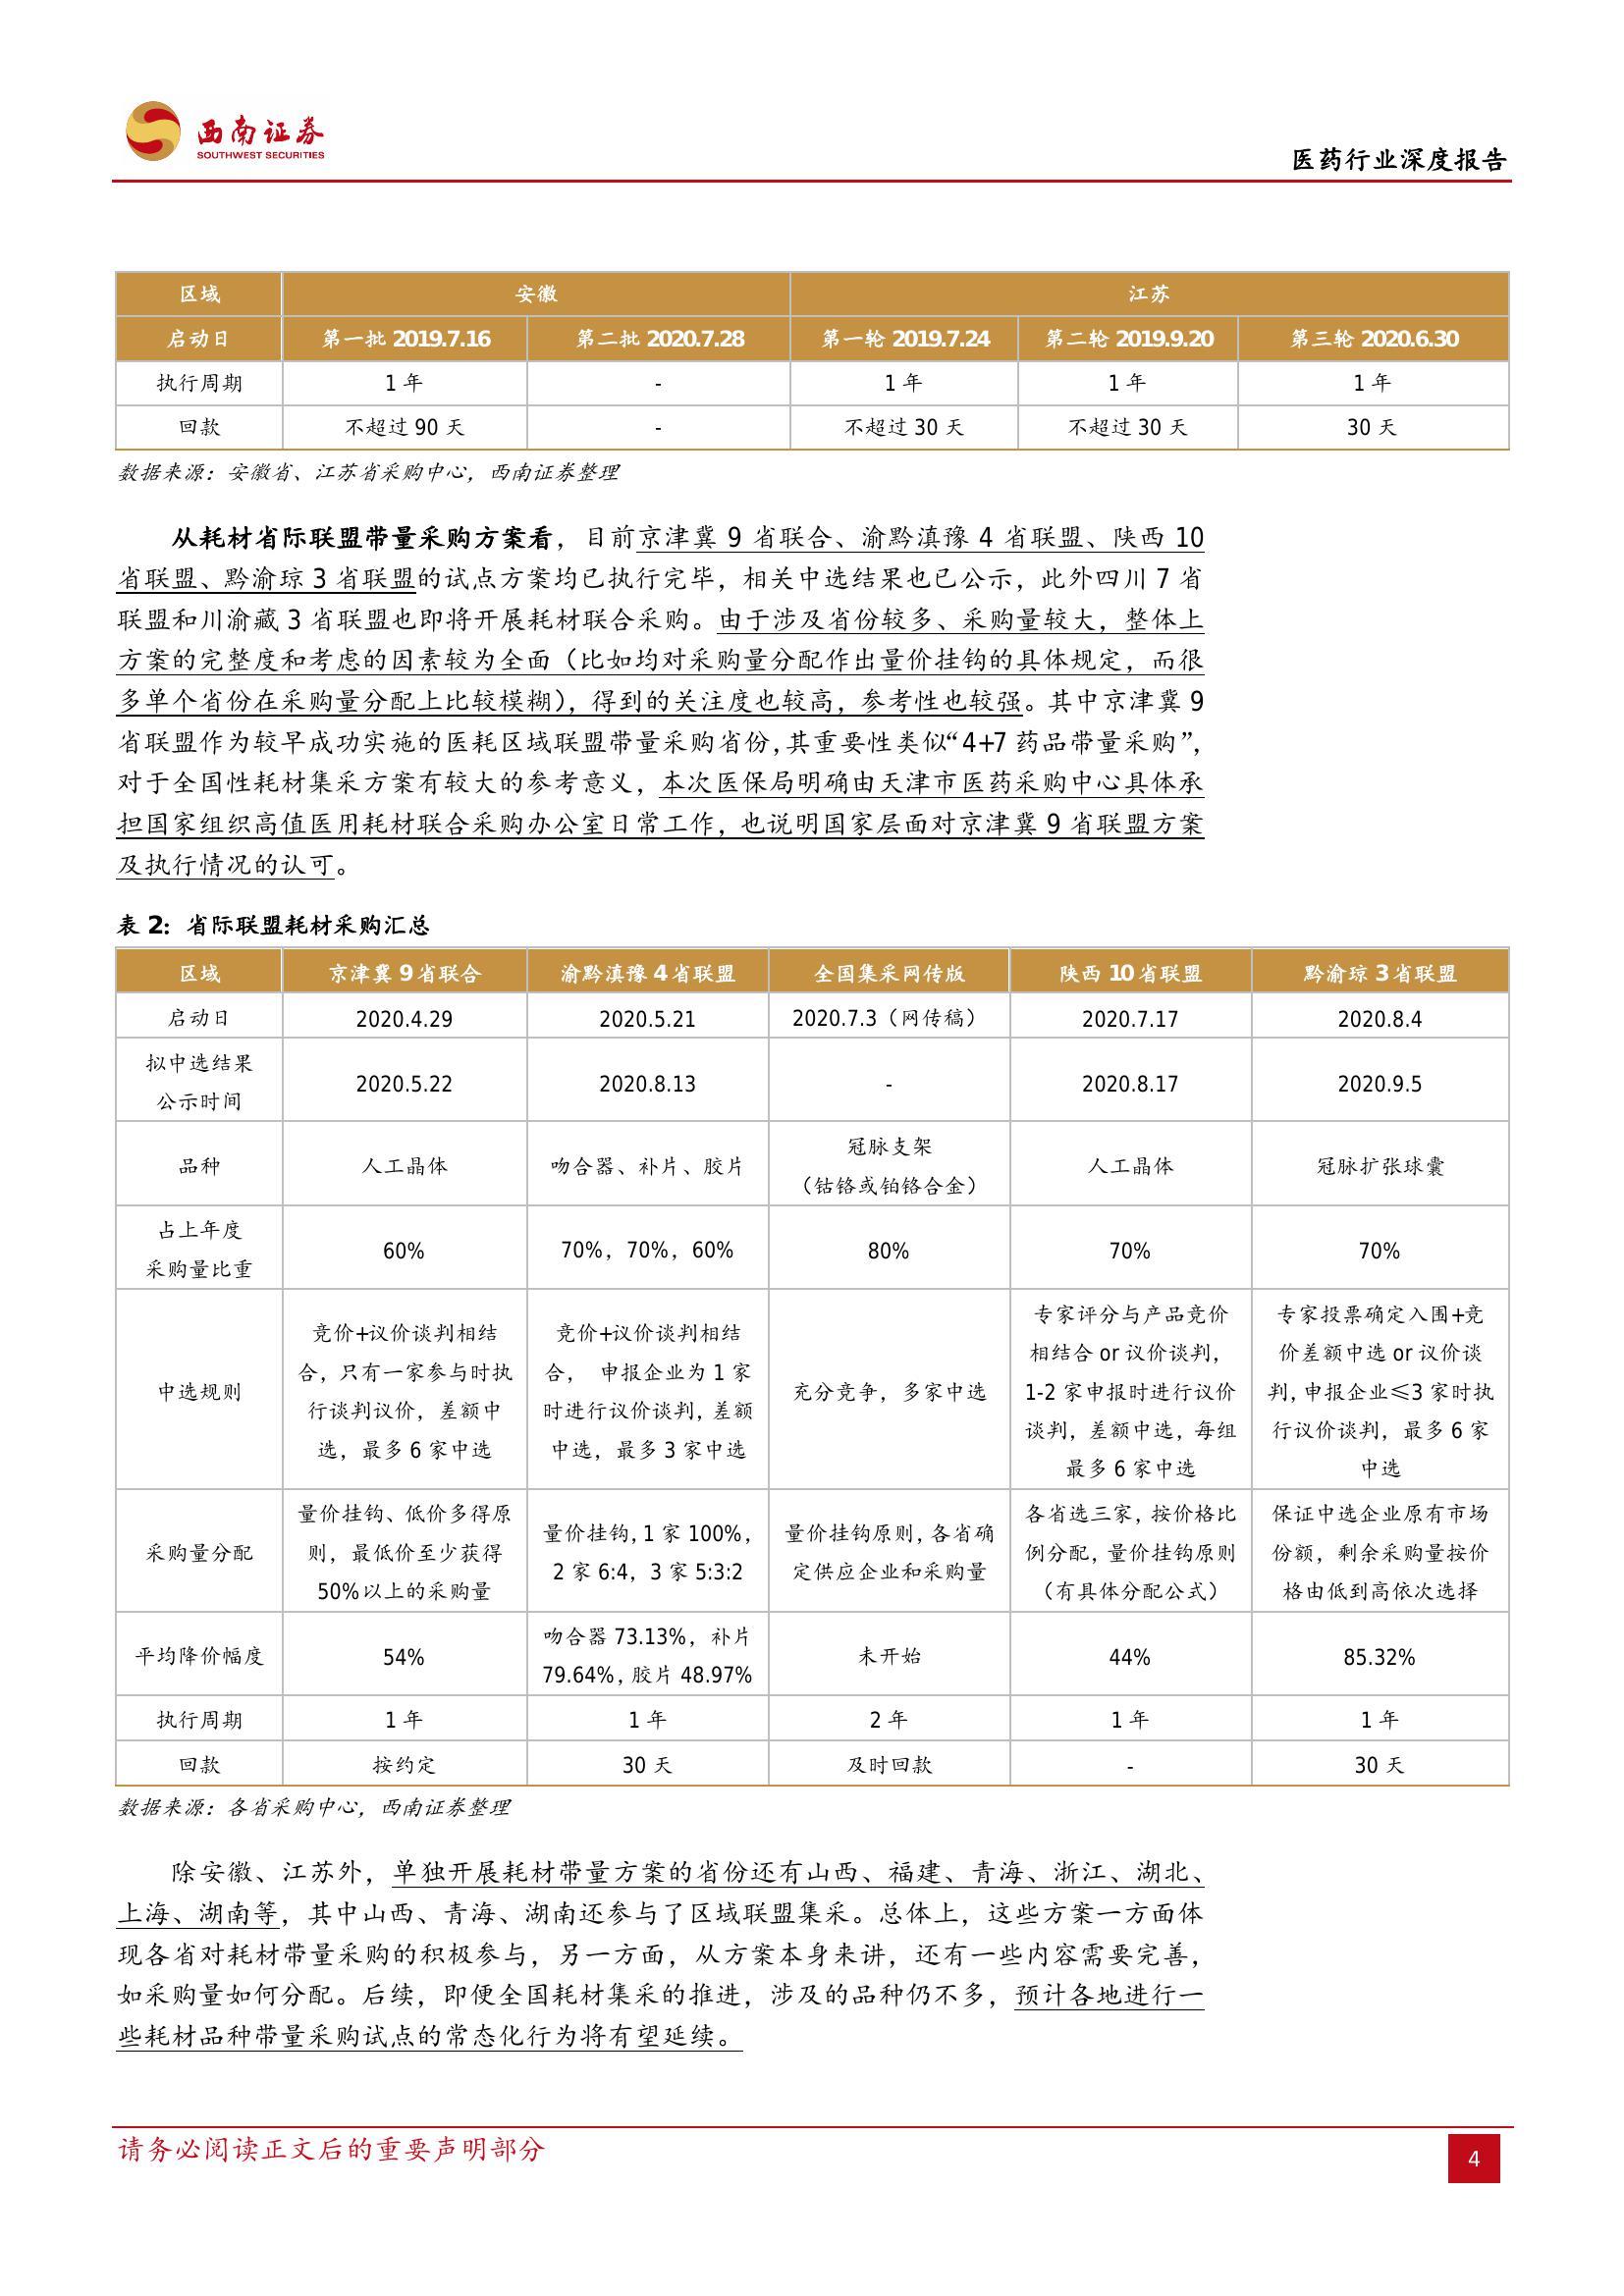 西南证券
SOUTHWEST SECURITIES
医药行业深度报告
区域 安徽 江苏
启动日 第一批 2019.7.16 第二批 2020.7.28 第一轮 2019.7.24 第二轮 2019.9.20 第三轮 2020.6.30
执行周期 1 年 - 1 年 1 年 1 年
回款 不超过 90 天 - 不超过 30 天 不超过 30 天 30 天
数据来源：安徽省、江苏省采购中心，西南证券整理
从耗材省际联盟带量采购方案看，目前京津冀 9 省联合、渝黔滇豫 4 省联盟、陕西 10
省联盟、黔渝琼 3 省联盟的试点方案均已执行完毕，相关中选结果也已公示，此外四川 7 省
联盟和川渝藏 3 省联盟也即将开展耗材联合采购。由于涉及省份较多、采购量较大，整体上
方案的完整度和考虑的因素较为全面（比如均对采购量分配作出量价挂钩的具体规定，而很
多单个省份在采购量分配上比较模糊），得到的关注度也较高，参考性也较强。其中京津冀 9
省联盟作为较早成功实施的医耗区域联盟带量采购省份，其重要性类似“4+7 药品带量采购”，
对于全国性耗材集采方案有较大的参考意义，本次医保局明确由天津市医药采购中心具体承
担国家组织高值医用耗材联合采购办公室日常工作，也说明国家层面对京津冀 9 省联盟方案
及执行情况的认可。
表 2：省际联盟耗材采购汇总
区域 京津冀 9 省联合 渝黔滇豫 4 省联盟 全国集采网传版 陕西 10 省联盟 黔渝琼 3 省联盟
启动日 2020.4.29 2020.5.21 2020.7.3（网传稿） 2020.7.17 2020.8.4
拟中选结果
公示时间
2020.5.22 2020.8.13 - 2020.8.17 2020.9.5
品种 人工晶体 吻合器、补片、胶片
冠脉支架
（钴铬或铂铬合金）
人工晶体 冠脉扩张球囊
占上年度
采购量比重
60% 70%，70%，60% 80% 70% 70%
中选规则
竞价+议价谈判相结
合，只有一家参与时执
行谈判议价，差额中
选，最多 6 家中选
竞价+议价谈判相结
合， 申报企业为 1 家
时进行议价谈判，差额
中选，最多 3 家中选
充分竞争，多家中选
专家评分与产品竞价
相结合 or 议价谈判，
1-2 家申报时进行议价
谈判，差额中选，每组
最多 6 家中选
专家投票确定入围+竞
价差额中选 or 议价谈
判，申报企业≤3 家时执
行议价谈判，最多 6 家
中选
采购量分配
量价挂钩、低价多得原
则，最低价至少获得
50%以上的采购量
量价挂钩，1 家 100%，
2 家 6:4，3 家 5:3:2
量价挂钩原则，各省确
定供应企业和采购量
各省选三家，按价格比
例分配，量价挂钩原则
（有具体分配公式）
保证中选企业原有市场
份额，剩余采购量按价
格由低到高依次选择
平均降价幅度 54%
吻合器 73.13%，补片
79.64%，胶片 48.97%
未开始 44% 85.32%
执行周期 1 年 1 年 2 年 1 年 1 年
回款 按约定 30 天 及时回款 - 30 天
数据来源：各省采购中心，西南证券整理
除安徽、江苏外，单独开展耗材带量方案的省份还有山西、福建、青海、浙江、湖北、
上海、湖南等，其中山西、青海、湖南还参与了区域联盟集采。总体上，这些方案一方面体
现各省对耗材带量采购的积极参与，另一方面，从方案本身来讲，还有一些内容需要完善，
如采购量如何分配。后续，即便全国耗材集采的推进，涉及的品种仍不多，预计各地进行一
些耗材品种带量采购试点的常态化行为将有望延续。
请务必阅读正文后的重要声明部分
4